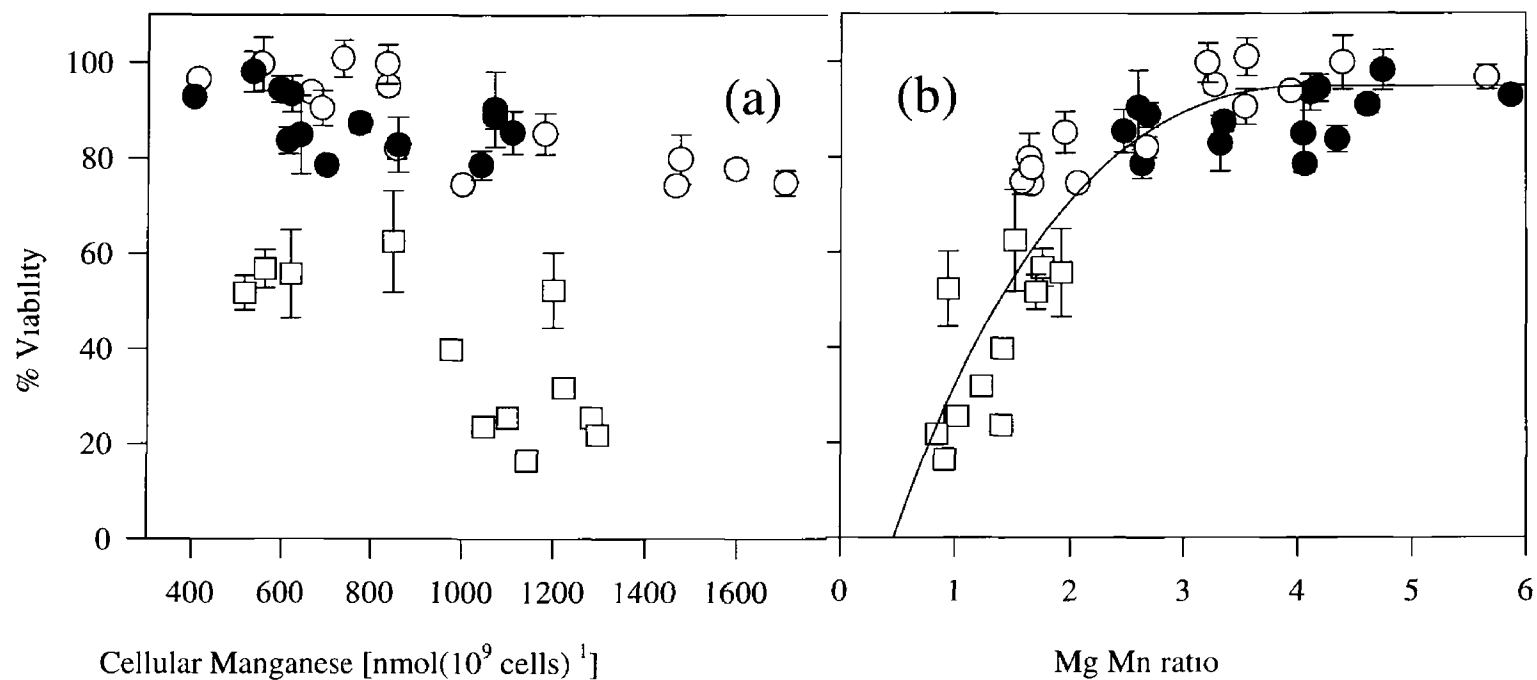 (a)
(b)
100
80
60
40
20
0
% Viability
400 600 800 1000 1200 1400 1600
0 1 2 3 4 5 6
Cellular Manganese [nmol(10⁹ cells) ¹]
Mg Mn ratio